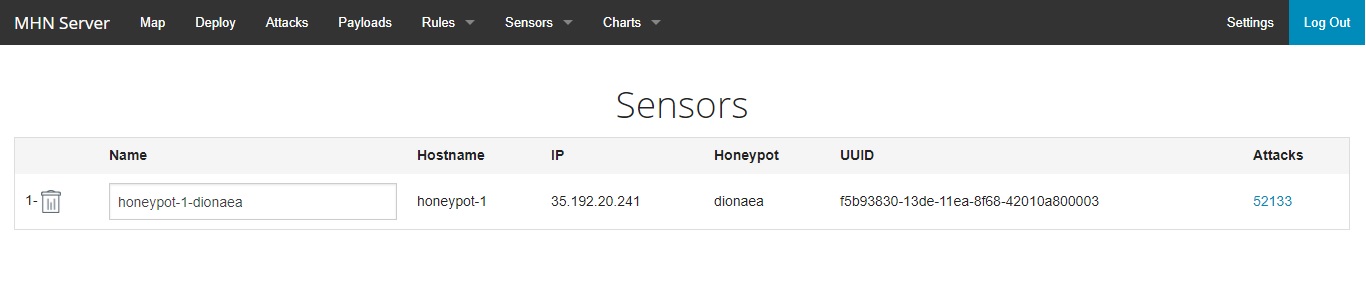 MHN Server Map Deploy Attacks Payloads Rules Sensors Charts Settings Log Out
Sensors
Name Hostname IP Honeypot UUID Attacks
1- honeypot-1-dionaea honeypot-1 35.192.20.241 dionaea f5b93830-13de-11ea-8f68-42010a800003 52133